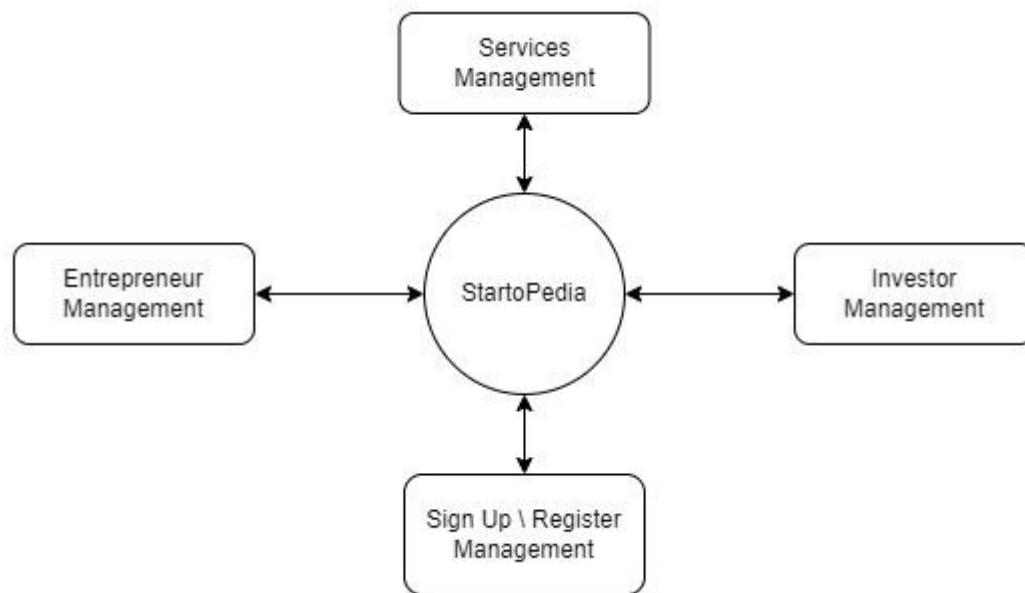 Services
Management
Entrepreneur
Management
StartoPedia
Investor
Management
Sign Up \ Register
Management